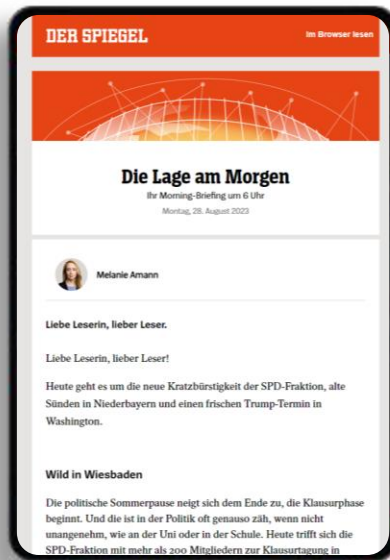 DER SPIEGEL
Im Browser lesen
Die Lage am Morgen
Ihr Morning-Briefing um 6 Uhr
Montag, 28. August 2023
Melanie Amann
Liebe Leserin, lieber Leser.
Liebe Leserin, lieber Leser!
Heute geht es um die neue Kratzbürstigkeit der SPD-Fraktion, alte
Sünden in Niederbayern und einen frischen Trump-Termin in
Washington.
Wild in Wiesbaden
Die politische Sommerpause neigt sich dem Ende zu, die Klausurphase
beginnt. Und die ist in der Politik oft genauso zäh, wenn nicht
unangenehm, wie an der Uni oder in der Schule. Heute trifft sich die
SPD-Fraktion mit mehr als 200 Mitgliedern zur Klausurtagung in